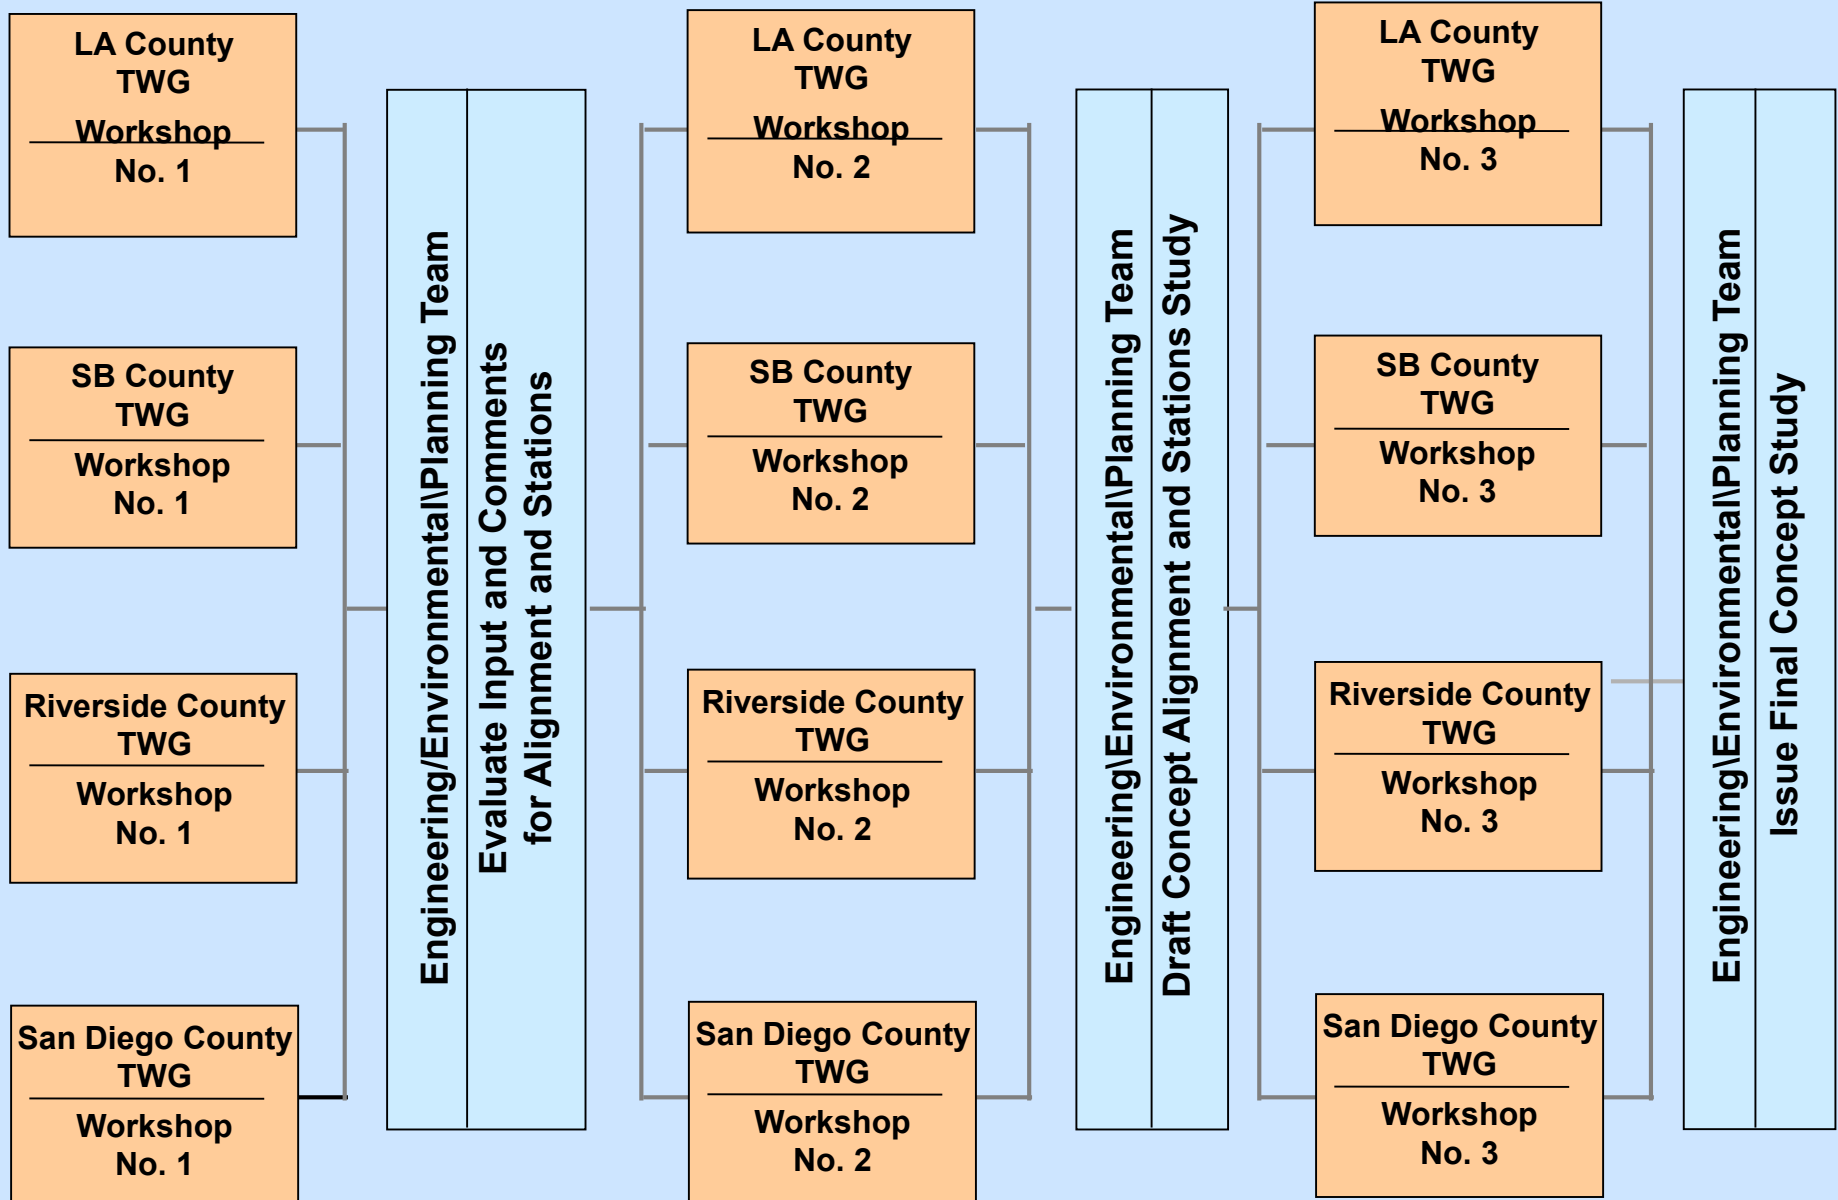 LA County
TWG
Workshop
No. 1
SB County
TWG
Workshop
No. 1
Riverside County
TWG
Workshop
No. 1
San Diego County
TWG
Workshop
No. 1
Engineering/Environmental\Planning Team
Evaluate Input and Comments
for Alignment and Stations
LA County
TWG
Workshop
No. 2
SB County
TWG
Workshop
No. 2
Riverside County
TWG
Workshop
No. 2
San Diego County
TWG
Workshop
No. 2
Engineering\Environmental\Planning Team
Draft Concept Alignment and Stations Study
LA County
TWG
Workshop
No. 3
SB County
TWG
Workshop
No. 3
Riverside County
TWG
Workshop
No. 3
San Diego County
TWG
Workshop
No. 3
Engineering\Environmental\Planning Team
Issue Final Concept Study